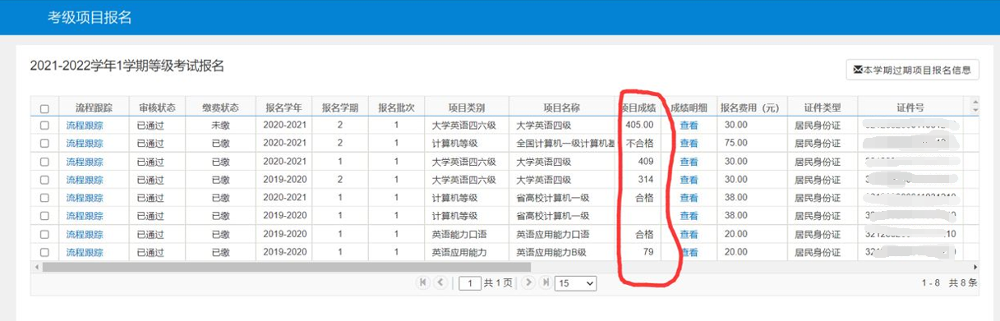 考级项目报名
2021-2022学年1学期等级考试报名
本学期过期项目报名信息
流程跟踪 审核状态 缴费状态 报名学年 报名学期 报名批次 项目类别 项目名称 项目成绩 成绩明细 报名费用（元） 证件类型 证件号
流程跟踪 已通过 未缴 2020-2021 2 1 大学英语四六级 大学英语四级 405.00 查看 30.00 居民身份证
流程跟踪 已通过 已缴 2020-2021 2 1 计算机等级 全国计算机一级计算机基 不合格 查看 75.00 居民身份证
流程跟踪 已通过 已缴 2020-2021 1 1 大学英语四六级 大学英语四级 409 查看 30.00 居民身份证
流程跟踪 已通过 已缴 2019-2020 2 1 大学英语四六级 大学英语四级 314 查看 30.00 居民身份证
流程跟踪 已通过 已缴 2020-2021 1 1 计算机等级 省高校计算机一级 合格 查看 38.00 居民身份证
流程跟踪 已通过 已缴 2019-2020 1 1 计算机等级 省高校计算机一级 查看 38.00 居民身份证
流程跟踪 已通过 已缴 2019-2020 1 1 英语能力口语 英语应用能力口语 合格 查看 20.00 居民身份证
流程跟踪 已通过 已缴 2019-2020 1 1 英语应用能力 英语应用能力B级 79 查看 20.00 居民身份证
1 共1页 15 1 - 8 共8条